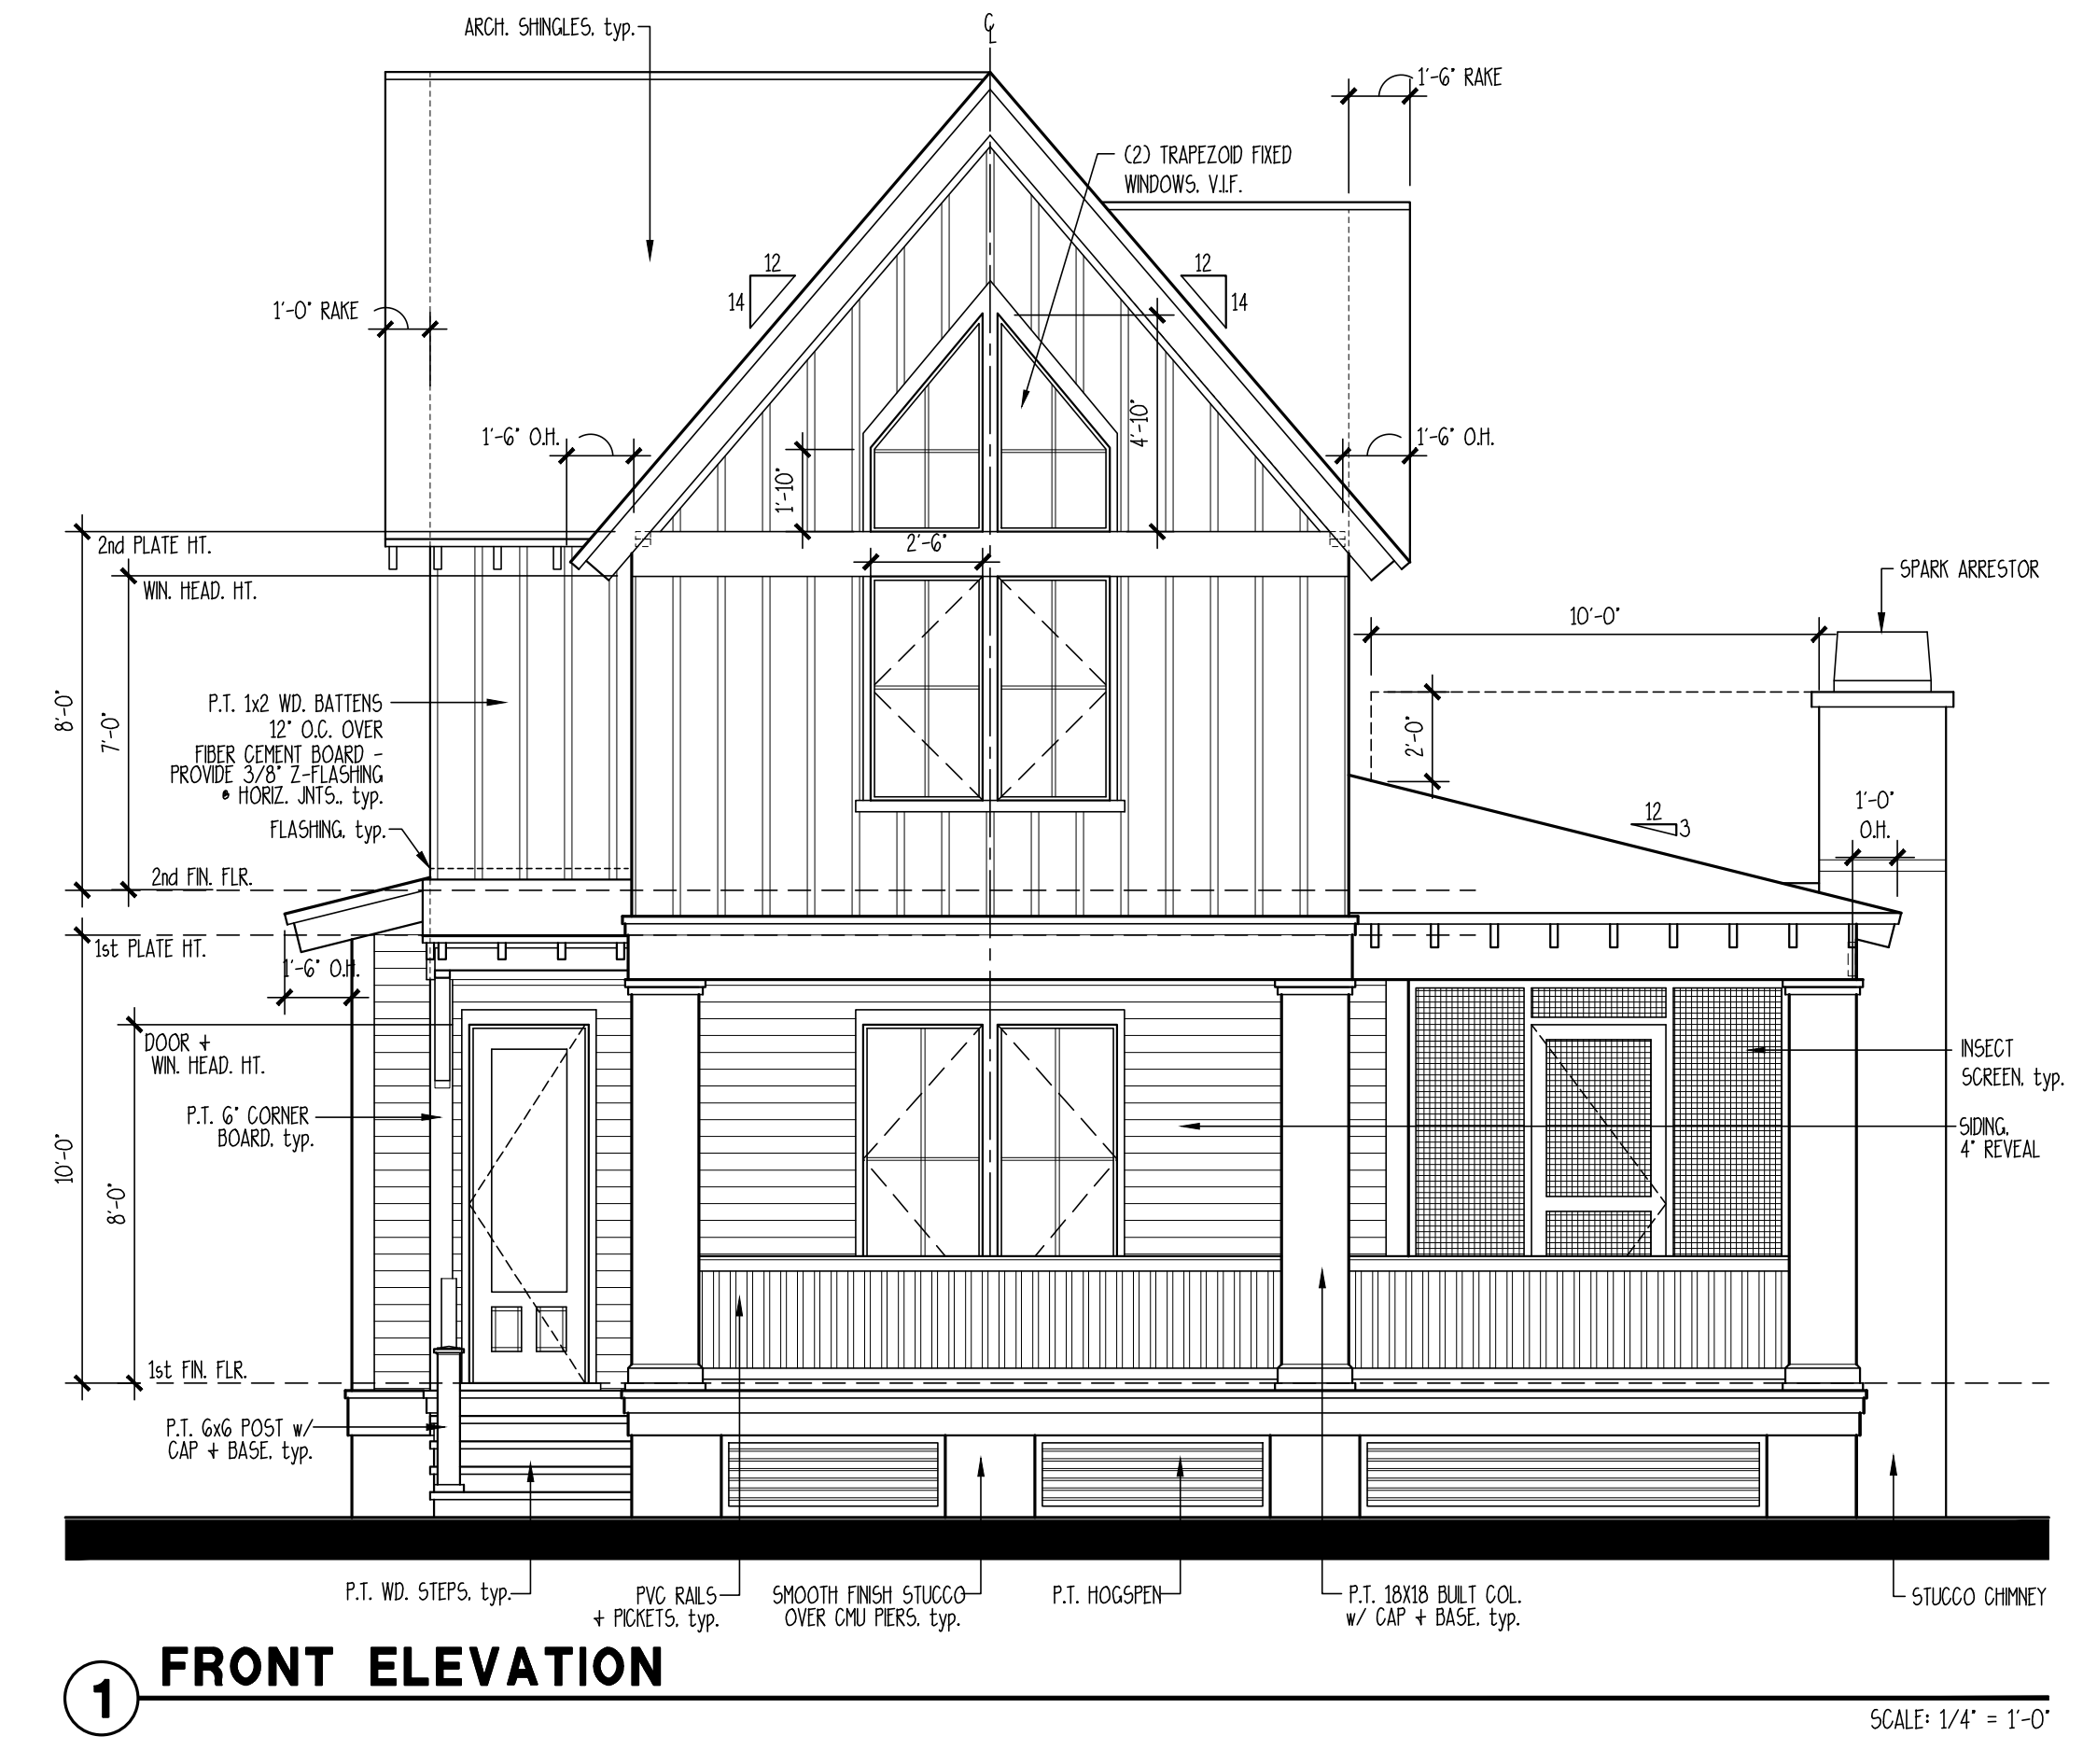 ARCH. SHINGLES, typ.
CL
1'-6" RAKE
(2) TRAPEZOID FIXED
WINDOWS, V.I.F.
12
14
12
14
1'-0" RAKE
1'-6" O.H.
1'-10"
4'-10"
1'-6" O.H.
2nd PLATE HT.
2'-6"
WIN. HEAD. HT.
SPARK ARRESTOR
10'-0"
8'-0"
7'-0"
P.T. 1x2 WD. BATTENS
12" O.C. OVER
FIBER CEMENT BOARD -
PROVIDE 3/8" Z-FLASHING
@ HORIZ. JNTS., typ.
2'-0"
12
3
1'-0"
O.H.
FLASHING, typ.
2nd FIN. FLR.
1st PLATE HT.
1'-6" O.H.
DOOR +
WIN. HEAD. HT.
INSECT
SCREEN, typ.
P.T. 6" CORNER
BOARD, typ.
SIDING,
4" REVEAL
10'-0"
8'-0"
1st FIN. FLR.
P.T. 6x6 POST w/
CAP + BASE, typ.
P.T. WD. STEPS, typ.
PVC RAILS
+ PICKETS, typ.
SMOOTH FINISH STUCCO
OVER CMU PIERS, typ.
P.T. HOGSPEN
P.T. 18X18 BUILT COL.
w/ CAP + BASE, typ.
STUCCO CHIMNEY
1 FRONT ELEVATION
SCALE: 1/4" = 1'-0"